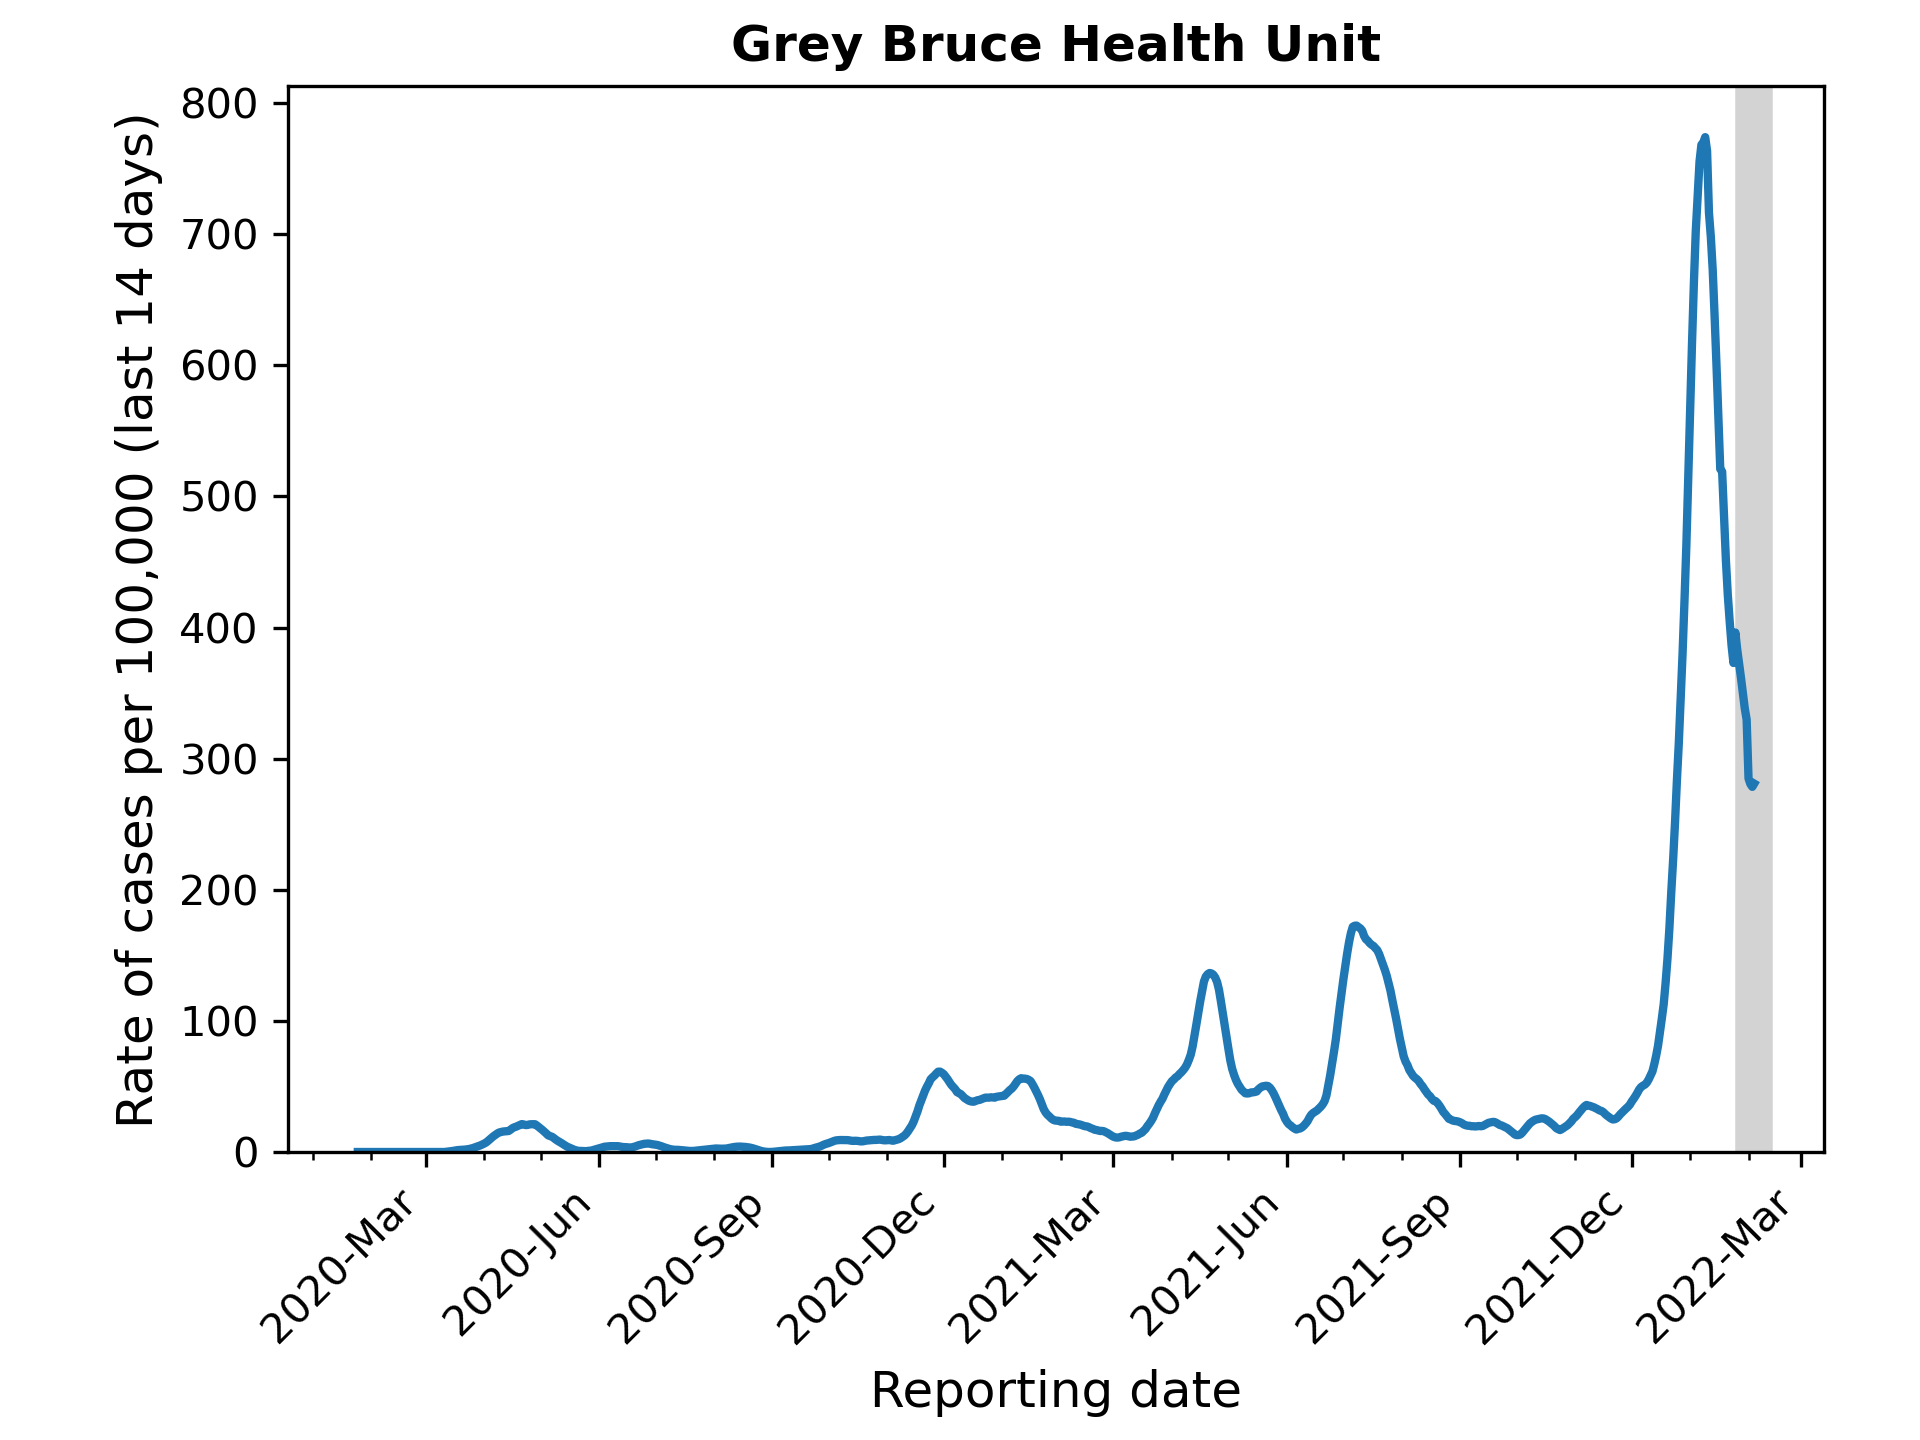 Grey Bruce Health Unit
Rate of cases per 100,000 (last 14 days)
800
700
600
500
400
300
200
100
0
2020-Mar
2020-Jun
2020-Sep
2020-Dec
2021-Mar
2021-Jun
2021-Sep
2021-Dec
2022-Mar
Reporting date